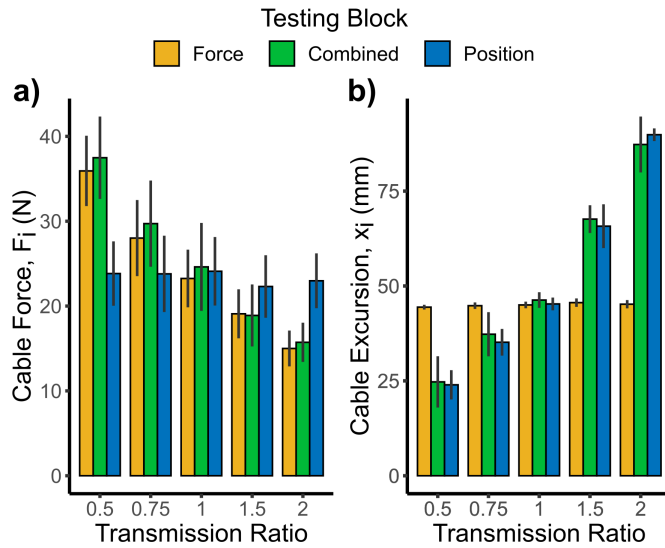 Testing Block
Force Combined Position
a)
Cable Force, Fᵢ (N)
40
30
20
10
0
0.5 0.75 1 1.5 2
Transmission Ratio
b)
Cable Excursion, xᵢ (mm)
75
50
25
0
0.5 0.75 1 1.5 2
Transmission Ratio